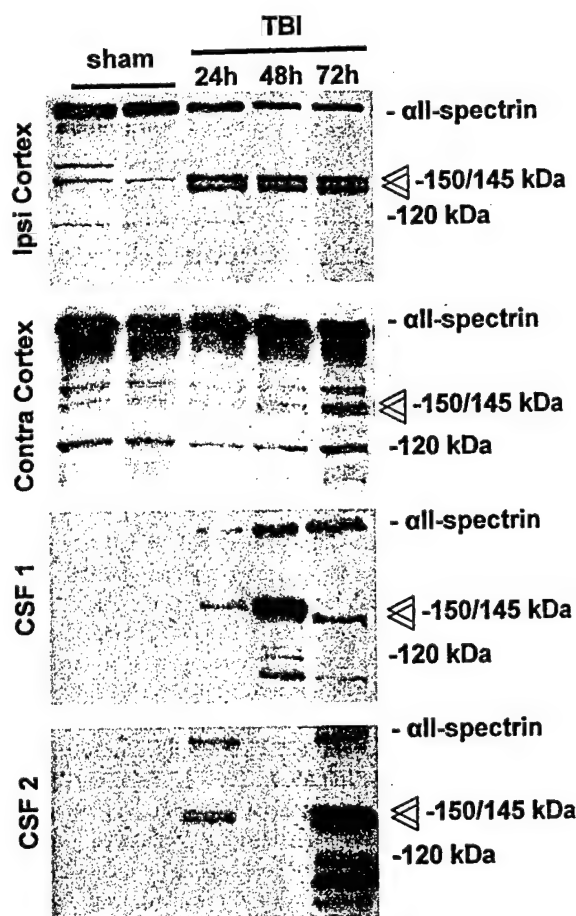 TBI
sham
24h 48h 72h
Ipsi Cortex
- αII-spectrin
-150/145 kDa
-120 kDa
Contra Cortex
- αII-spectrin
-150/145 kDa
-120 kDa
CSF 1
- αII-spectrin
-150/145 kDa
-120 kDa
CSF 2
- αII-spectrin
-150/145 kDa
-120 kDa